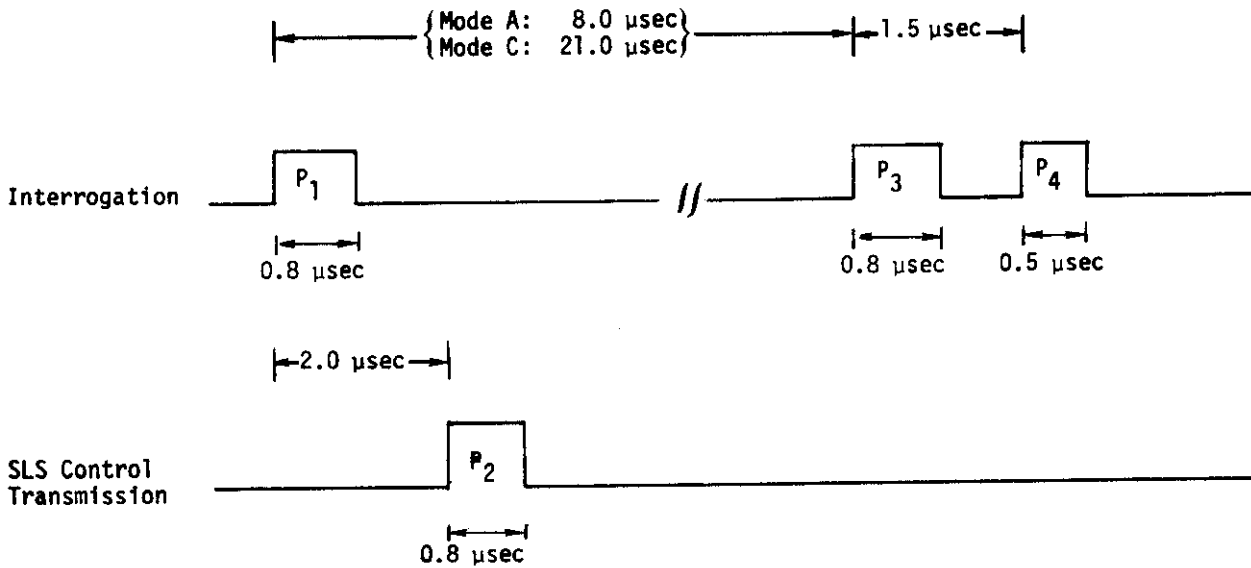 Mode A: 8.0 µsec
Mode C: 21.0 µsec
1.5 µsec
Interrogation
P1
P3
P4
0.8 µsec
0.8 µsec
0.5 µsec
2.0 µsec
SLS Control
Transmission
P2
0.8 µsec